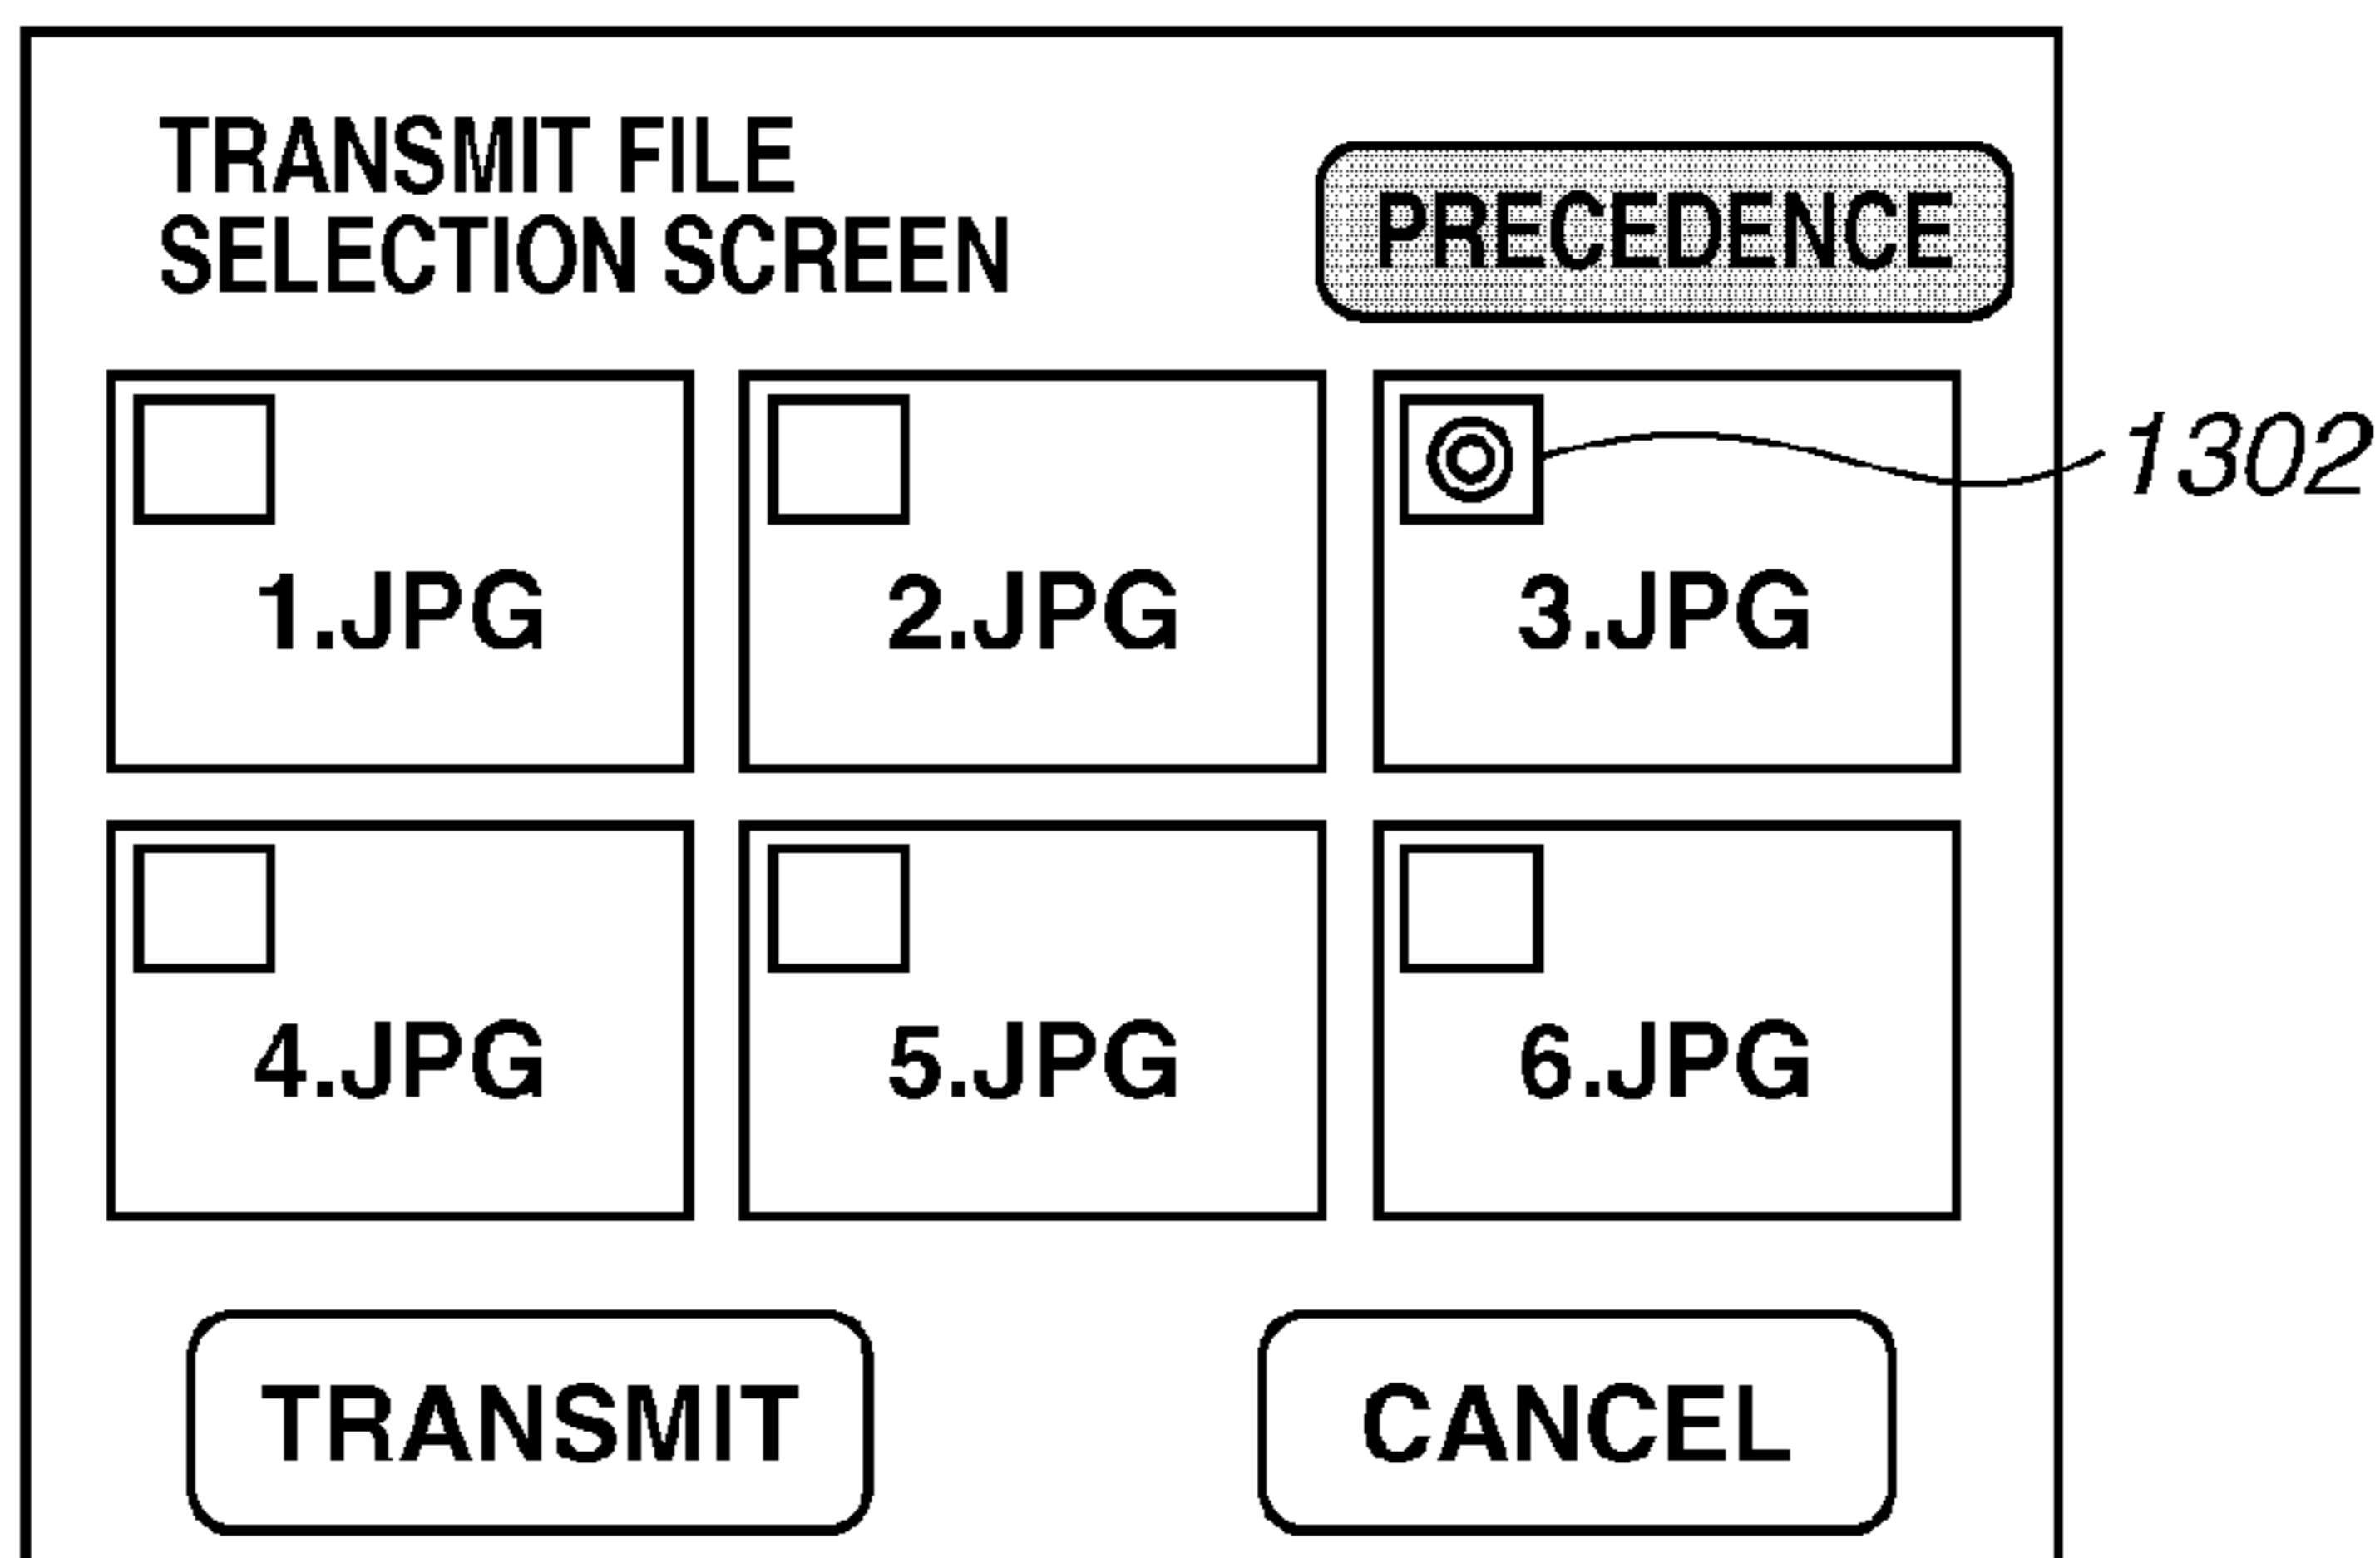 TRANSMIT FILE
SELECTION SCREEN
PRECEDENCE
1.JPG
2.JPG
3.JPG
1302
4.JPG
5.JPG
6.JPG
TRANSMIT
CANCEL